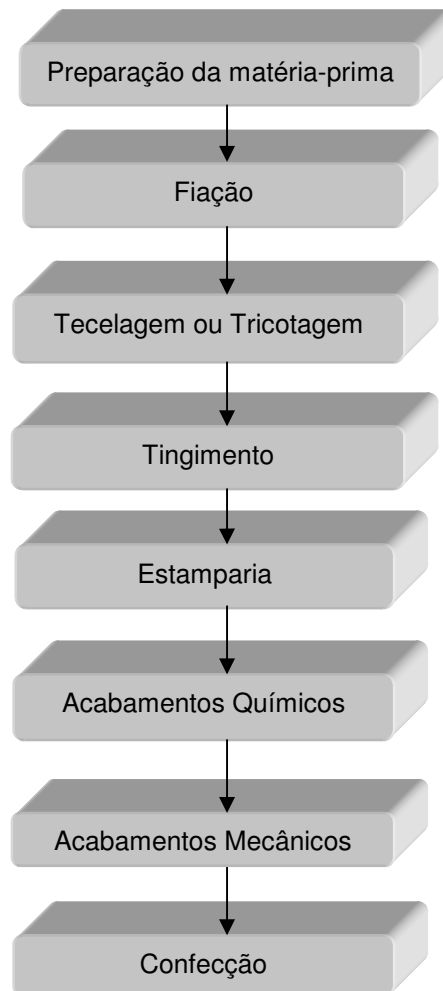 Preparação da matéria-prima
Fiação
Tecelagem ou Tricotagem
Tingimento
Estamparia
Acabamentos Químicos
Acabamentos Mecânicos
Confecção